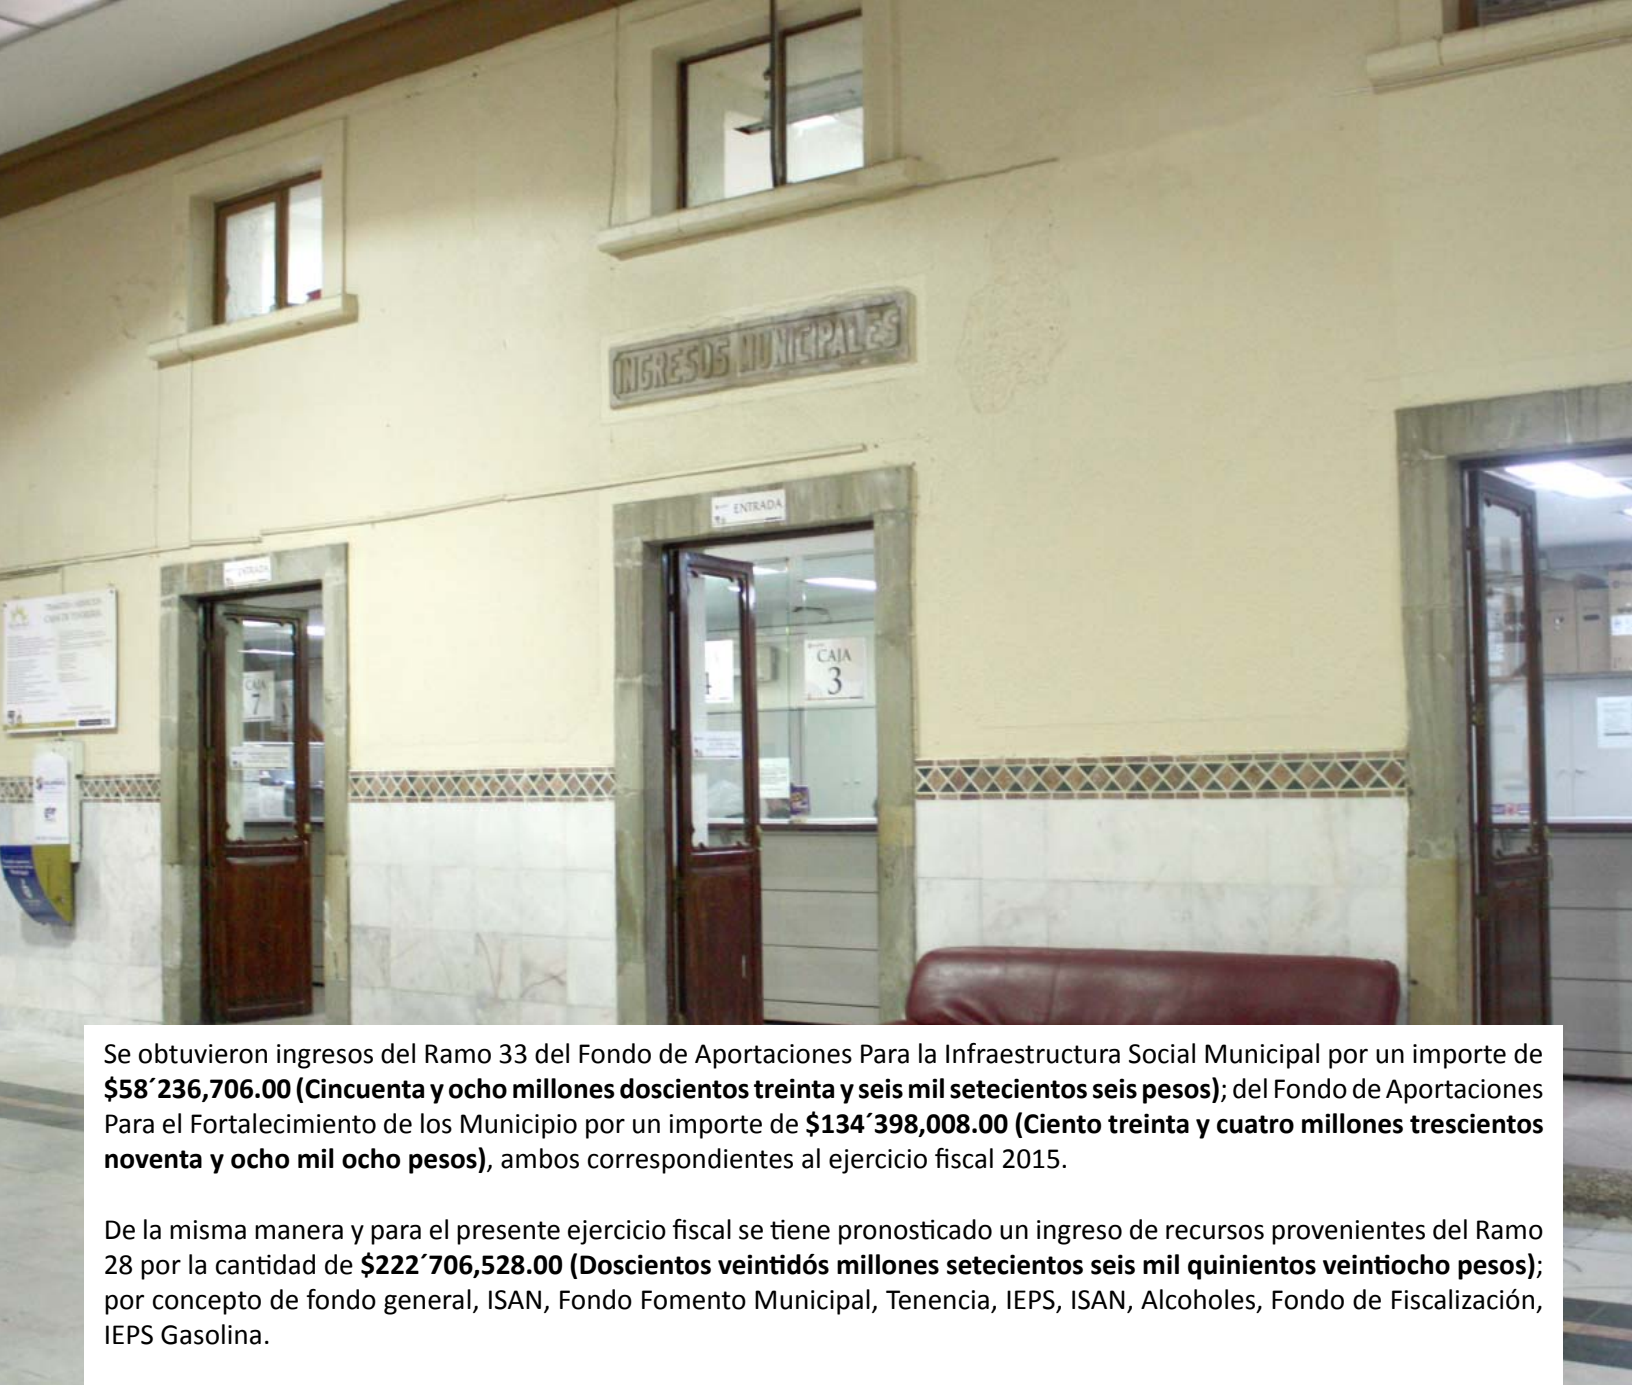 INGRESOS MUNICIPALES
ENTRADA
ENTRADA
CAJA
7
CAJA
3
Se obtuvieron ingresos del Ramo 33 del Fondo de Aportaciones Para la Infraestructura Social Municipal por un importe de
$58´236,706.00 (Cincuenta y ocho millones doscientos treinta y seis mil setecientos seis pesos); del Fondo de Aportaciones
Para el Fortalecimiento de los Municipio por un importe de $134´398,008.00 (Ciento treinta y cuatro millones trescientos
noventa y ocho mil ocho pesos), ambos correspondientes al ejercicio fiscal 2015.
De la misma manera y para el presente ejercicio fiscal se tiene pronosticado un ingreso de recursos provenientes del Ramo
28 por la cantidad de $222´706,528.00 (Doscientos veintidós millones setecientos seis mil quinientos veintiocho pesos);
por concepto de fondo general, ISAN, Fondo Fomento Municipal, Tenencia, IEPS, ISAN, Alcoholes, Fondo de Fiscalización,
IEPS Gasolina.